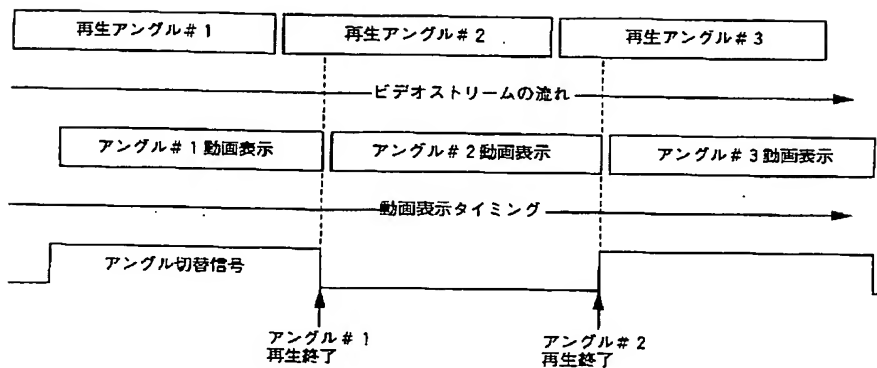 再生アングル＃1
再生アングル＃2
再生アングル＃3
ビデオストリームの流れ
アングル＃1動画表示
アングル＃2動画表示
アングル＃3動画表示
動画表示タイミング
アングル切替信号
アングル＃1
再生終了
アングル＃2
再生終了